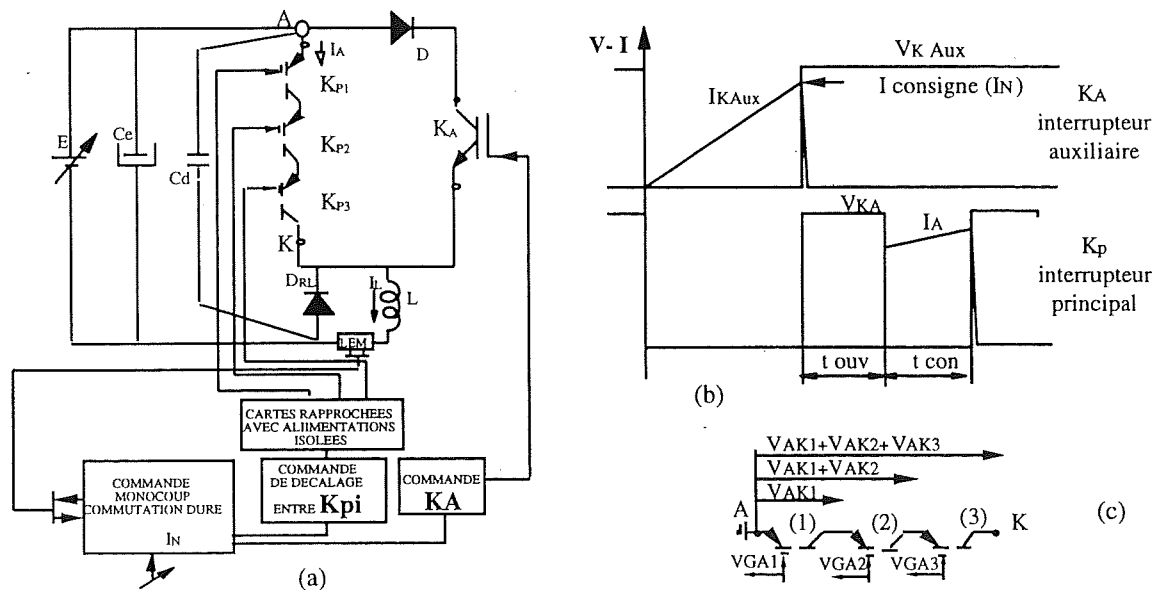 A
IA
D
KP1
KP2
KP3
KA
E
Ce
Cd
K
DRL
IL
L
LEM
CARTES RAPPROCHEES
AVEC ALIIMENTATIONS
ISOLEES
COMMANDE
DE DECALAGE
ENTRE Kpi
COMMANDE
KA
COMMANDE
MONOCOUP
COMMUTATION DURE
IN
(a)
V- I
VK Aux
IKAux
I consigne (IN)
KA
interrupteur
auxiliaire
VKA
IA
Kp
interrupteur
principal
t ouv
t con
(b)
VAK1+VAK2+VAK3
VAK1+VAK2
VAK1
A
(1)
(2)
(3)
K
(c)
VGA1
VGA2
VGA3